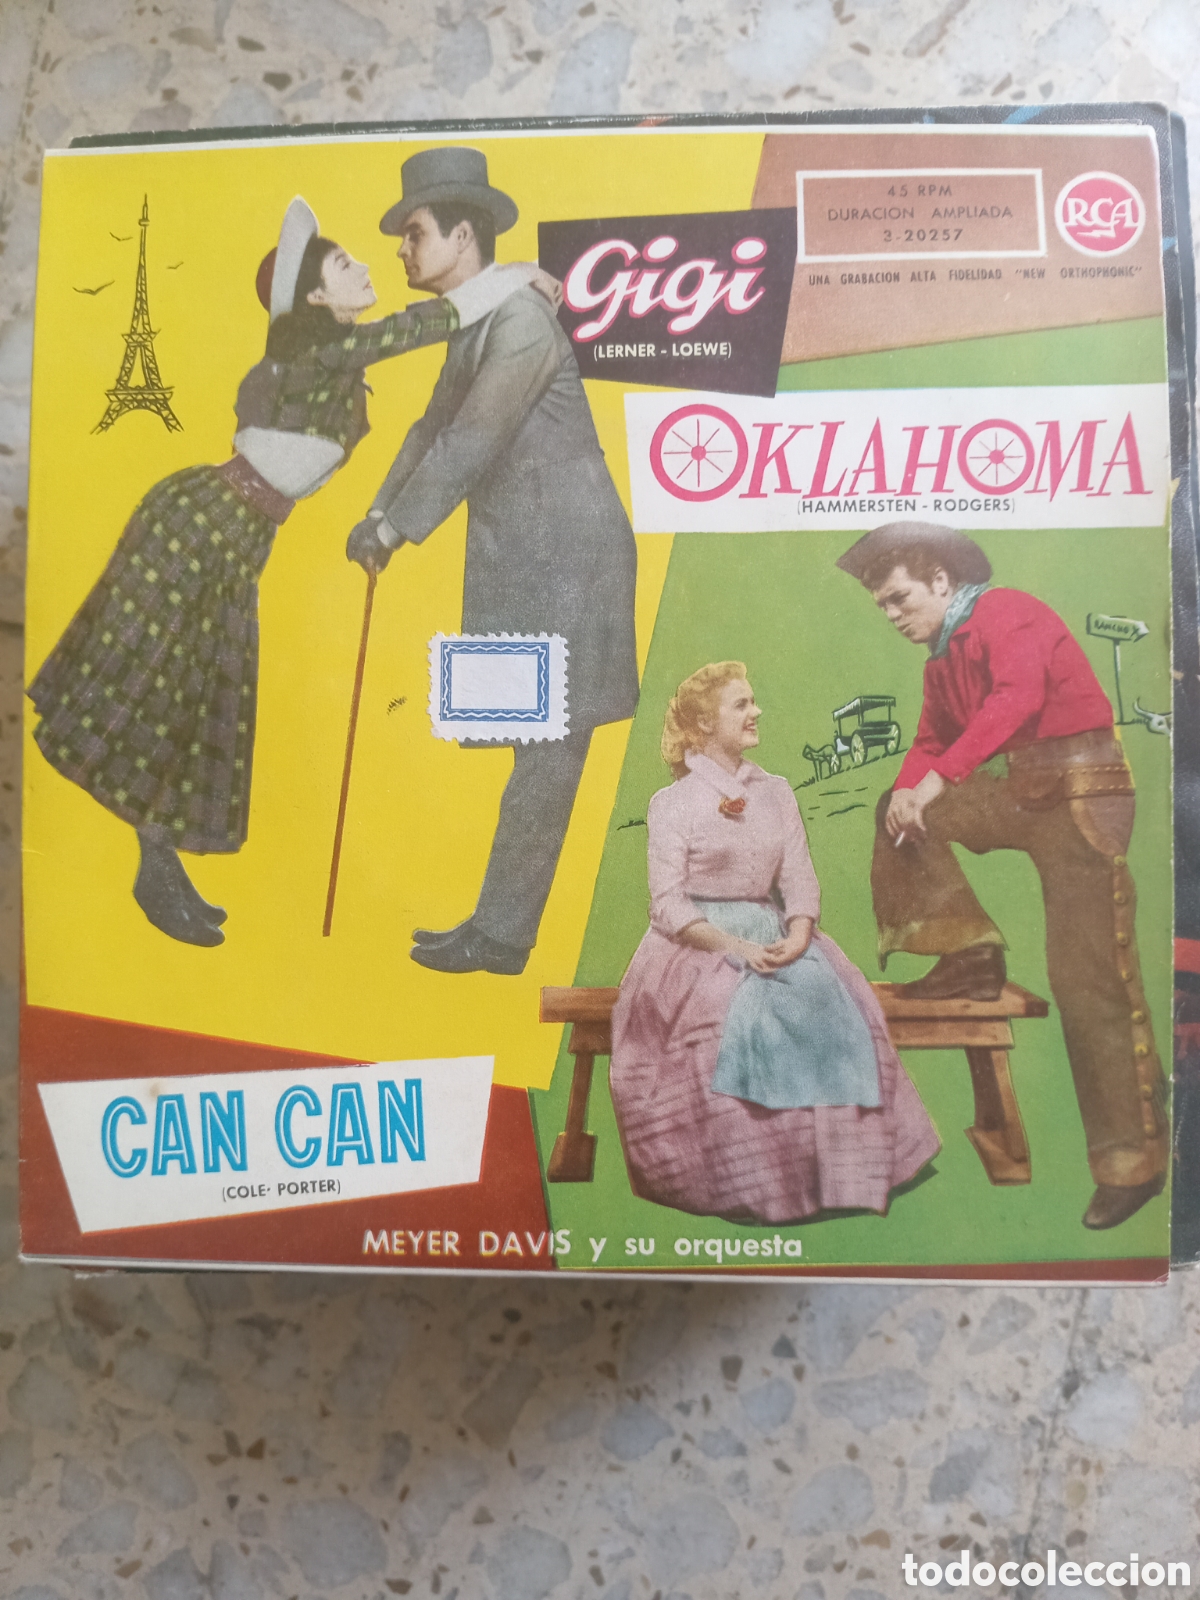 45 RPM
DURACION AMPLIADA
3-20257
RCA
UNA GRABACION ALTA FIDELIDAD "NEW ORTHOPHONIC"
Gigi
(LERNER - LOEWE)
OKLAHOMA
(HAMMERSTEN - RODGERS)
CAN CAN
(COLE- PORTER)
MEYER DAVIS y su orquesta
todocoleccion